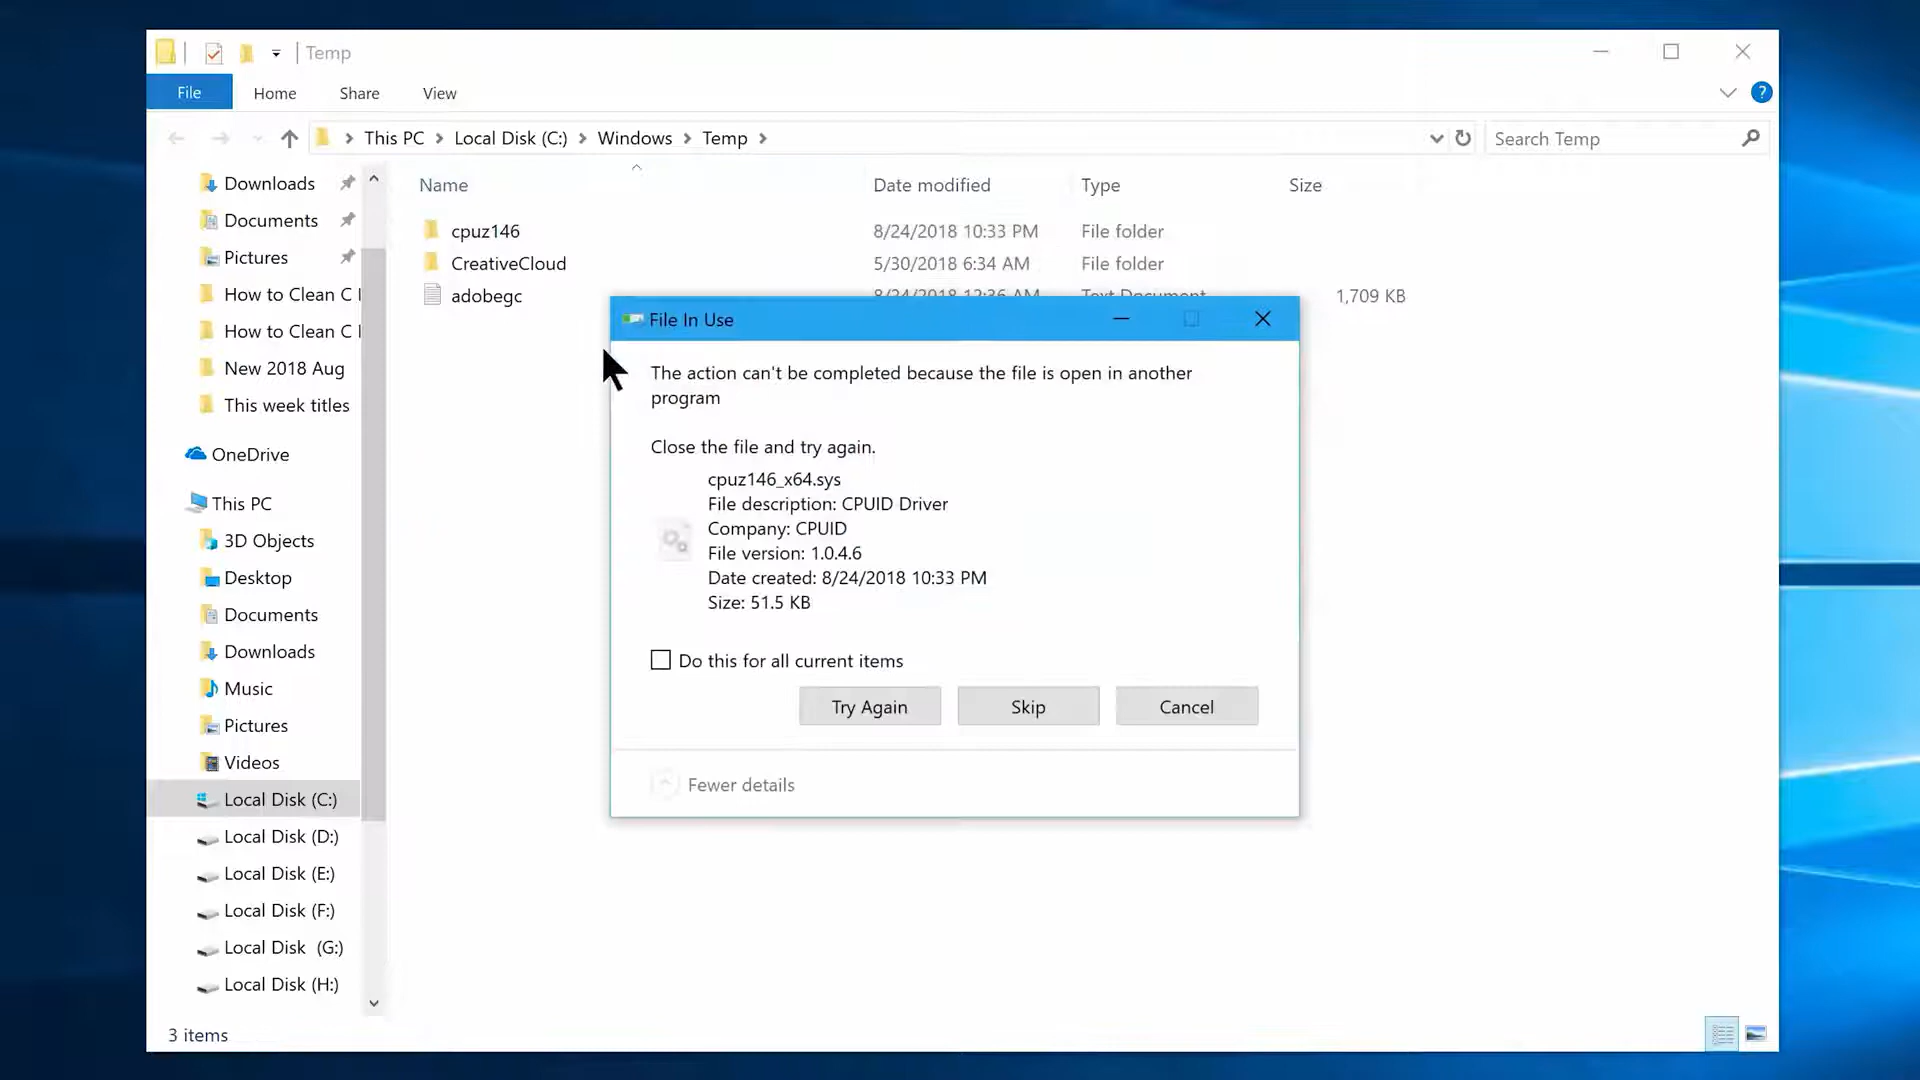 Temp
File
Home
Share
View
?
This PC
Local Disk (C:)
Windows
Temp
Search Temp
Downloads
Documents
Pictures
How to Clean C
How to Clean C
New 2018 Aug
This week titles
OneDrive
This PC
3D Objects
Desktop
Documents
Downloads
Music
Pictures
Videos
Local Disk (C:)
Local Disk (D:)
Local Disk (E:)
Local Disk (F:)
Local Disk (G:)
Local Disk (H:)
Name
Date modified
Type
Size
cpuz146
8/24/2018 10:33 PM
File folder
CreativeCloud
5/30/2018 6:34 AM
File folder
adobegc
8/24/2018 12:36 AM
Text Document
1,709 KB
File In Use
The action can't be completed because the file is open in another
program
Close the file and try again.
cpuz146_x64.sys
File description: CPUID Driver
Company: CPUID
File version: 1.0.4.6
Date created: 8/24/2018 10:33 PM
Size: 51.5 KB
Do this for all current items
Try Again
Skip
Cancel
Fewer details
3 items